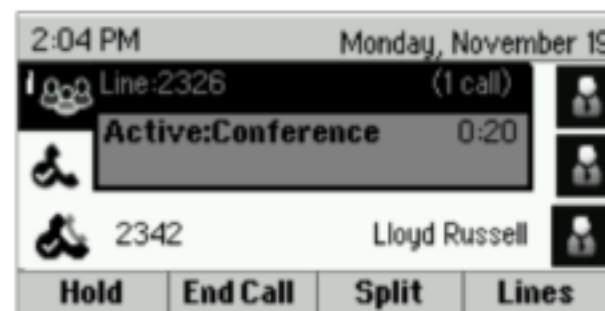 2:04 PM Monday, November 19
Line:2326 (1 call)
Active:Conference 0:20
2342 Lloyd Russell
Hold End Call Split Lines